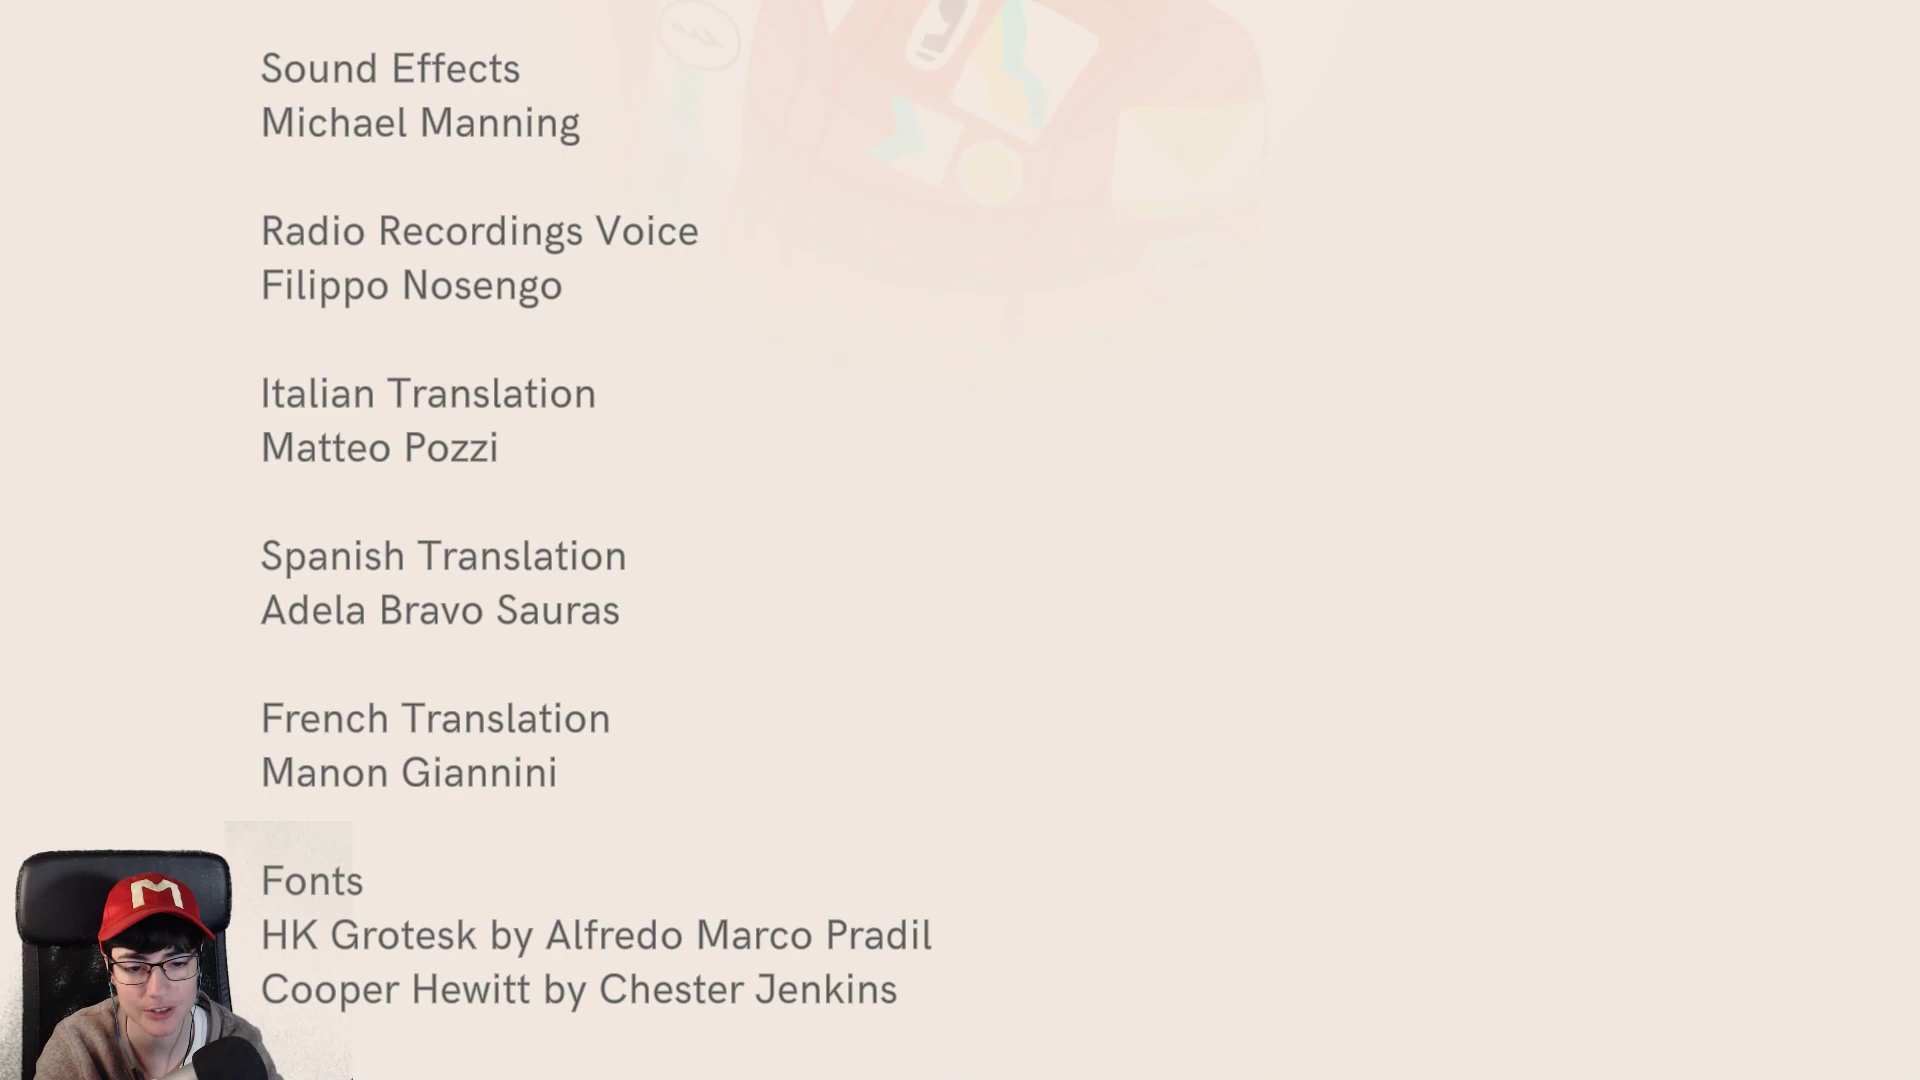 Sound Effects
Michael Manning
Radio Recordings Voice
Filippo Nosengo
Italian Translation
Matteo Pozzi
Spanish Translation
Adela Bravo Sauras
French Translation
Manon Giannini
Fonts
HK Grotesk by Alfredo Marco Pradil
Cooper Hewitt by Chester Jenkins
M